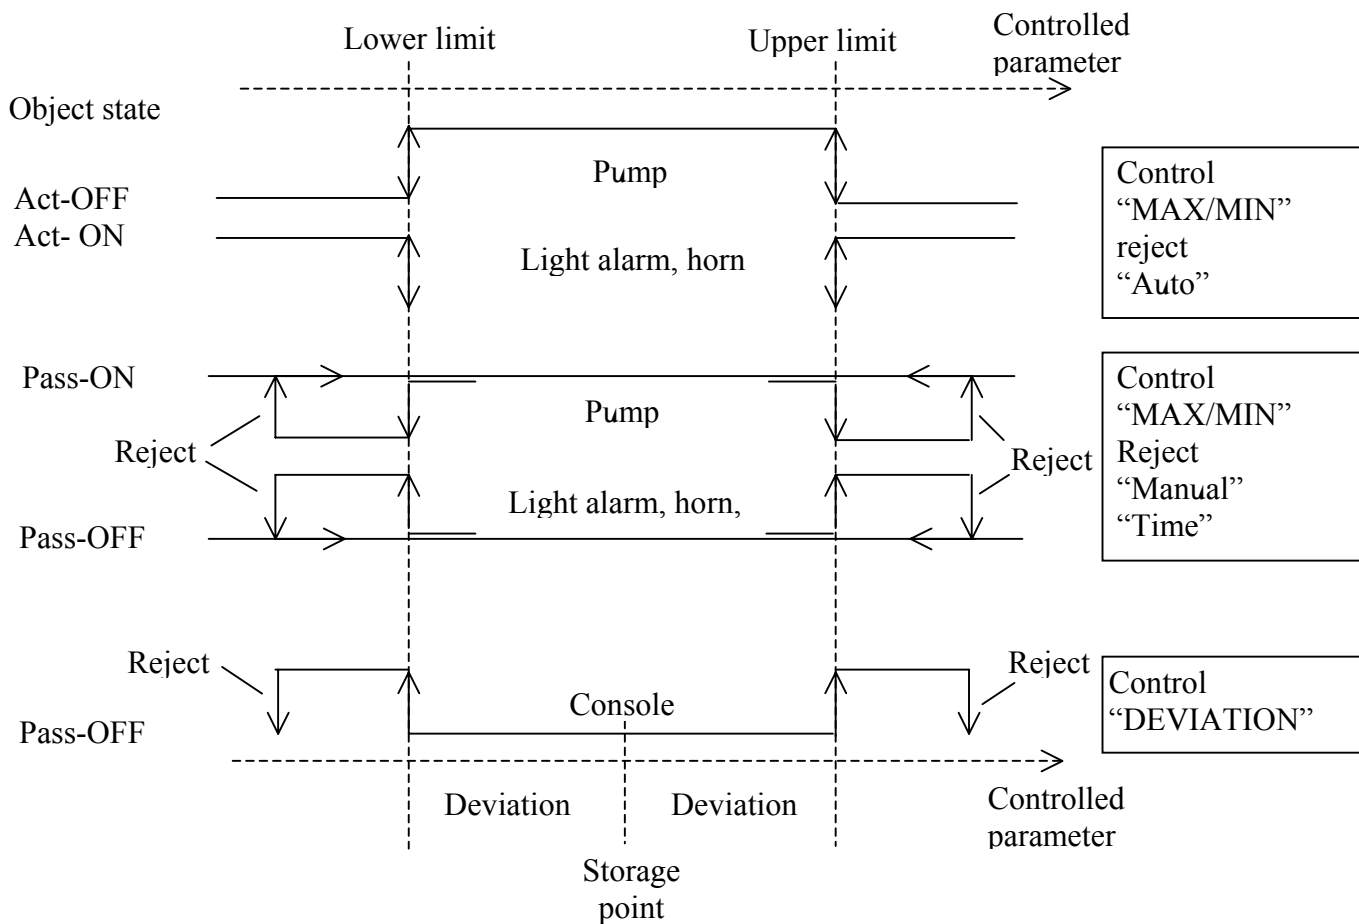 Lower limit
Upper limit
Controlled
parameter
Object state
Pump
Act-OFF
Act- ON
Light alarm, horn
Control
“MAX/MIN”
reject
“Auto”
Pass-ON
Pump
Reject
Reject
Light alarm, horn,
Pass-OFF
Control
“MAX/MIN”
Reject
“Manual”
“Time”
Reject
Reject
Console
Pass-OFF
Control
“DEVIATION”
Deviation
Deviation
Controlled
parameter
Storage
point